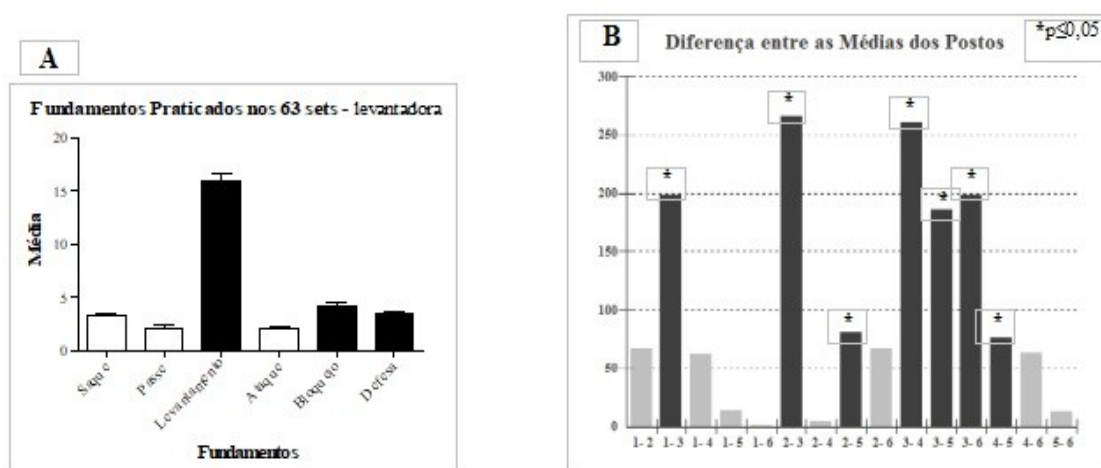 A
Fundamentos Praticados nos 63 sets - levantadora
20
15
10
5
0
Média
Saque
Passe
Levantamento
Ataque
Bloqueio
Defesa
Fundamentos
B
Diferença entre as Médias dos Postos
*p≤0,05
300
250
200
150
100
50
0
*
*
*
*
*
*
*
1- 2 1- 3 1- 4 1- 5 1- 6 2- 3 2- 4 2- 5 2- 6 3- 4 3- 5 3- 6 4- 5 4- 6 5- 6